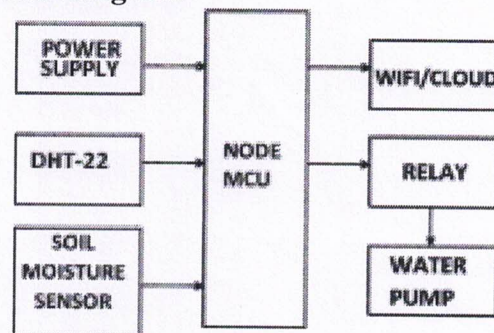 POWER
SUPPLY
DHT-22
SOIL
MOISTURE
SENSOR
NODE
MCU
WIFI/CLOUD
RELAY
WATER
PUMP